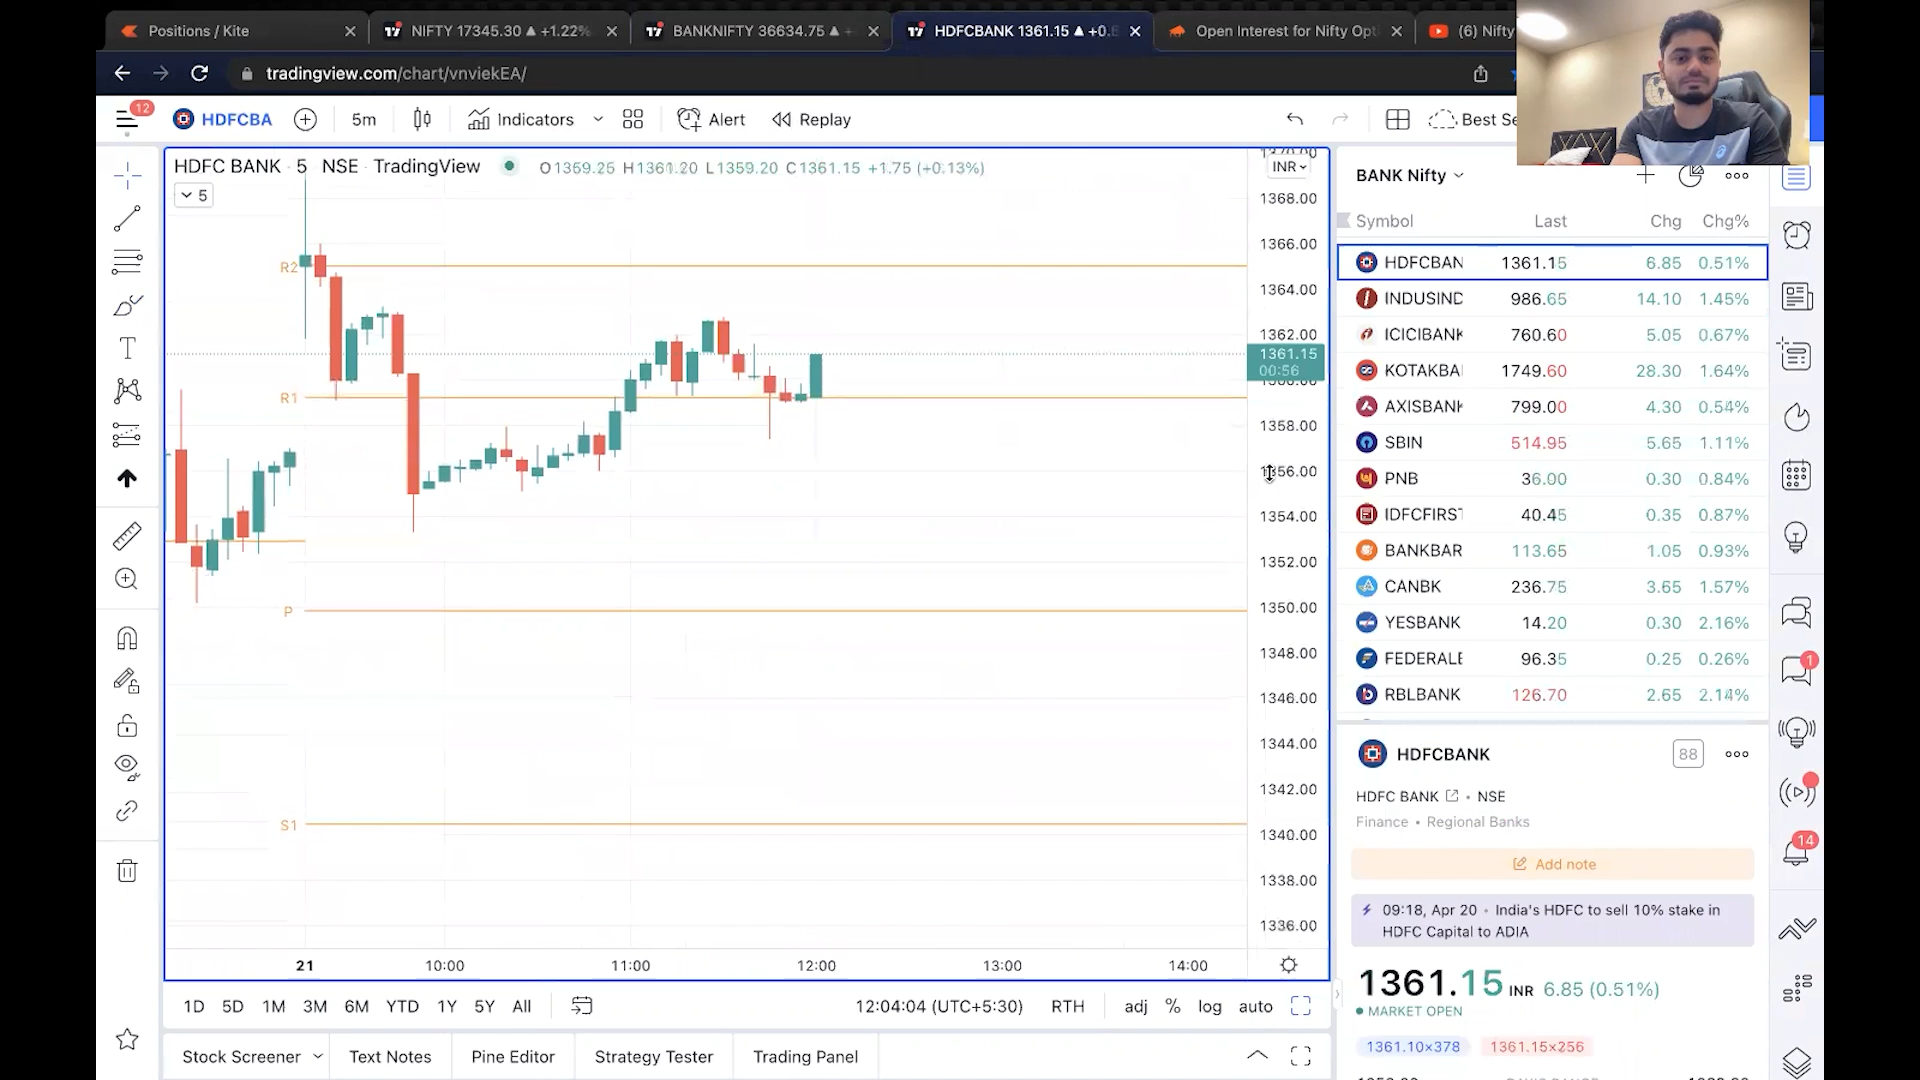 Positions / Kite
NIFTY 17345.30 ▲ +1.22%
BANKNIFTY 36634.75 ▲
HDFCBANK 1361.15 ▲ +0.
Open Interest for Nifty Opt
(6) Nifty
tradingview.com/chart/vnviekEA/
12
HDFCBA
5m
Indicators
Alert
Replay
Best Se
HDFC BANK · 5 NSE · TradingView
O1359.25 H1361.20 L1359.20 C1361.15 +1.75 (+0.13%)
INR
5
1368.00
1366.00
1364.00
1362.00
1361.15
00:56
1358.00
1356.00
1354.00
1352.00
1350.00
1348.00
1346.00
1344.00
1342.00
1340.00
1338.00
1336.00
R2
R1
P
S1
21
10:00
11:00
12:00
13:00
14:00
1D 5D 1M 3M 6M YTD 1Y 5Y All
12:04:04 (UTC+5:30)
RTH
adj
%
log
auto
Stock Screener
Text Notes
Pine Editor
Strategy Tester
Trading Panel
BANK Nifty
Symbol Last Chg Chg%
HDFCBAN 1361.15 6.85 0.51%
INDUSIND 986.65 14.10 1.45%
ICICIBANK 760.60 5.05 0.67%
KOTAKBA 1749.60 28.30 1.64%
AXISBANK 799.00 4.30 0.54%
SBIN 514.95 5.65 1.11%
PNB 36.00 0.30 0.84%
IDFCFIRST 40.45 0.35 0.87%
BANKBAR 113.65 1.05 0.93%
CANBK 236.75 3.65 1.57%
YESBANK 14.20 0.30 2.16%
FEDERALE 96.35 0.25 0.26%
RBLBANK 126.70 2.65 2.14%
HDFCBANK
88
HDFC BANK • NSE
Finance • Regional Banks
Add note
09:18, Apr 20 • India's HDFC to sell 10% stake in
HDFC Capital to ADIA
1361.15 INR 6.85 (0.51%)
MARKET OPEN
1361.10×378
1361.15×256
1
14